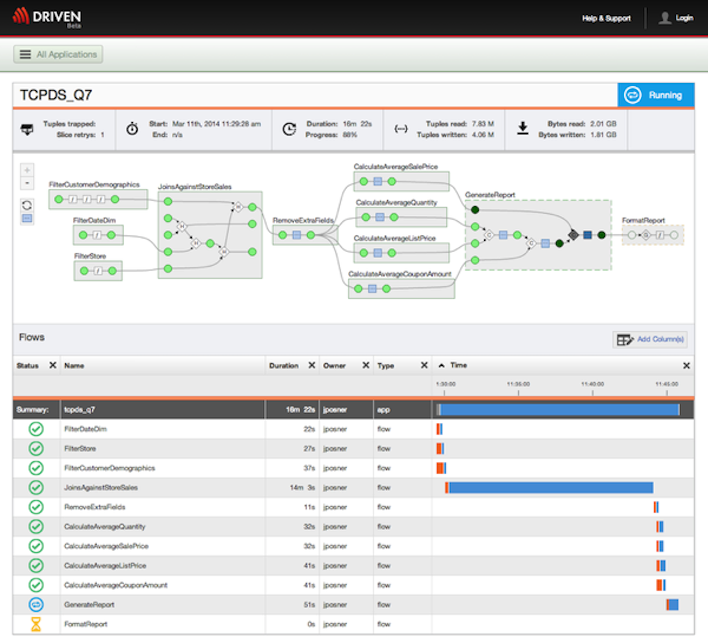 DRIVEN
Beta
Help & Support
Login
All Applications
TCPDS_Q7
Running
Tuples trapped:
Slice retrys: 1
Start: Mar 11th, 2014 11:29:28 am
End: n/a
Duration: 16m 22s
Progress: 88%
Tuples read: 7.83 M
Tuples written: 4.06 M
Bytes read: 2.01 GB
Bytes written: 1.81 GB
CalculateAverageSalePrice
FilterCustomerDemographics
JoinsAgainstStoreSales
GenerateReport
CalculateAverageQuantity
FilterDateDim
RemoveExtraFields
FormatReport
CalculateAverageListPrice
FilterStore
CalculateAverageCouponAmount
Flows
Add Column(s)
Status Name Duration Owner Type Time
1:30:00 11:35:00 11:40:00 11:45:00
Summary: tcpds_q7 16m 22s jposner app
FilterDateDim 22s jposner flow
FilterStore 27s jposner flow
FilterCustomerDemographics 37s jposner flow
JoinsAgainstStoreSales 14m 3s jposner flow
RemoveExtraFields 11s jposner flow
CalculateAverageQuantity 32s jposner flow
CalculateAverageSalePrice 32s jposner flow
CalculateAverageListPrice 41s jposner flow
CalculateAverageCouponAmount 41s jposner flow
GenerateReport 51s jposner flow
FormatReport 0s jposner flow